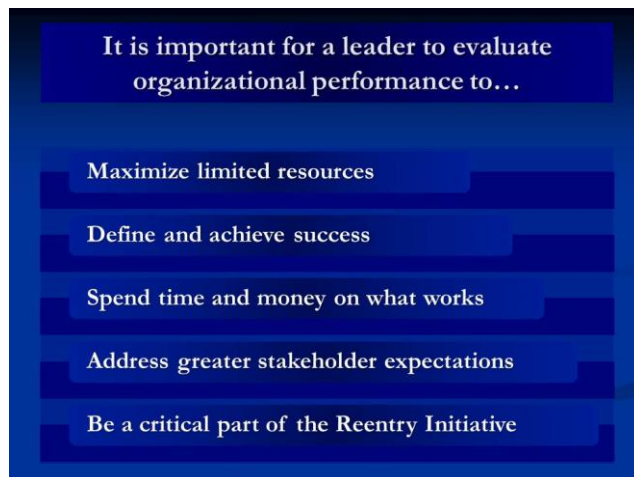 It is important for a leader to evaluate
organizational performance to…
Maximize limited resources
Define and achieve success
Spend time and money on what works
Address greater stakeholder expectations
Be a critical part of the Reentry Initiative